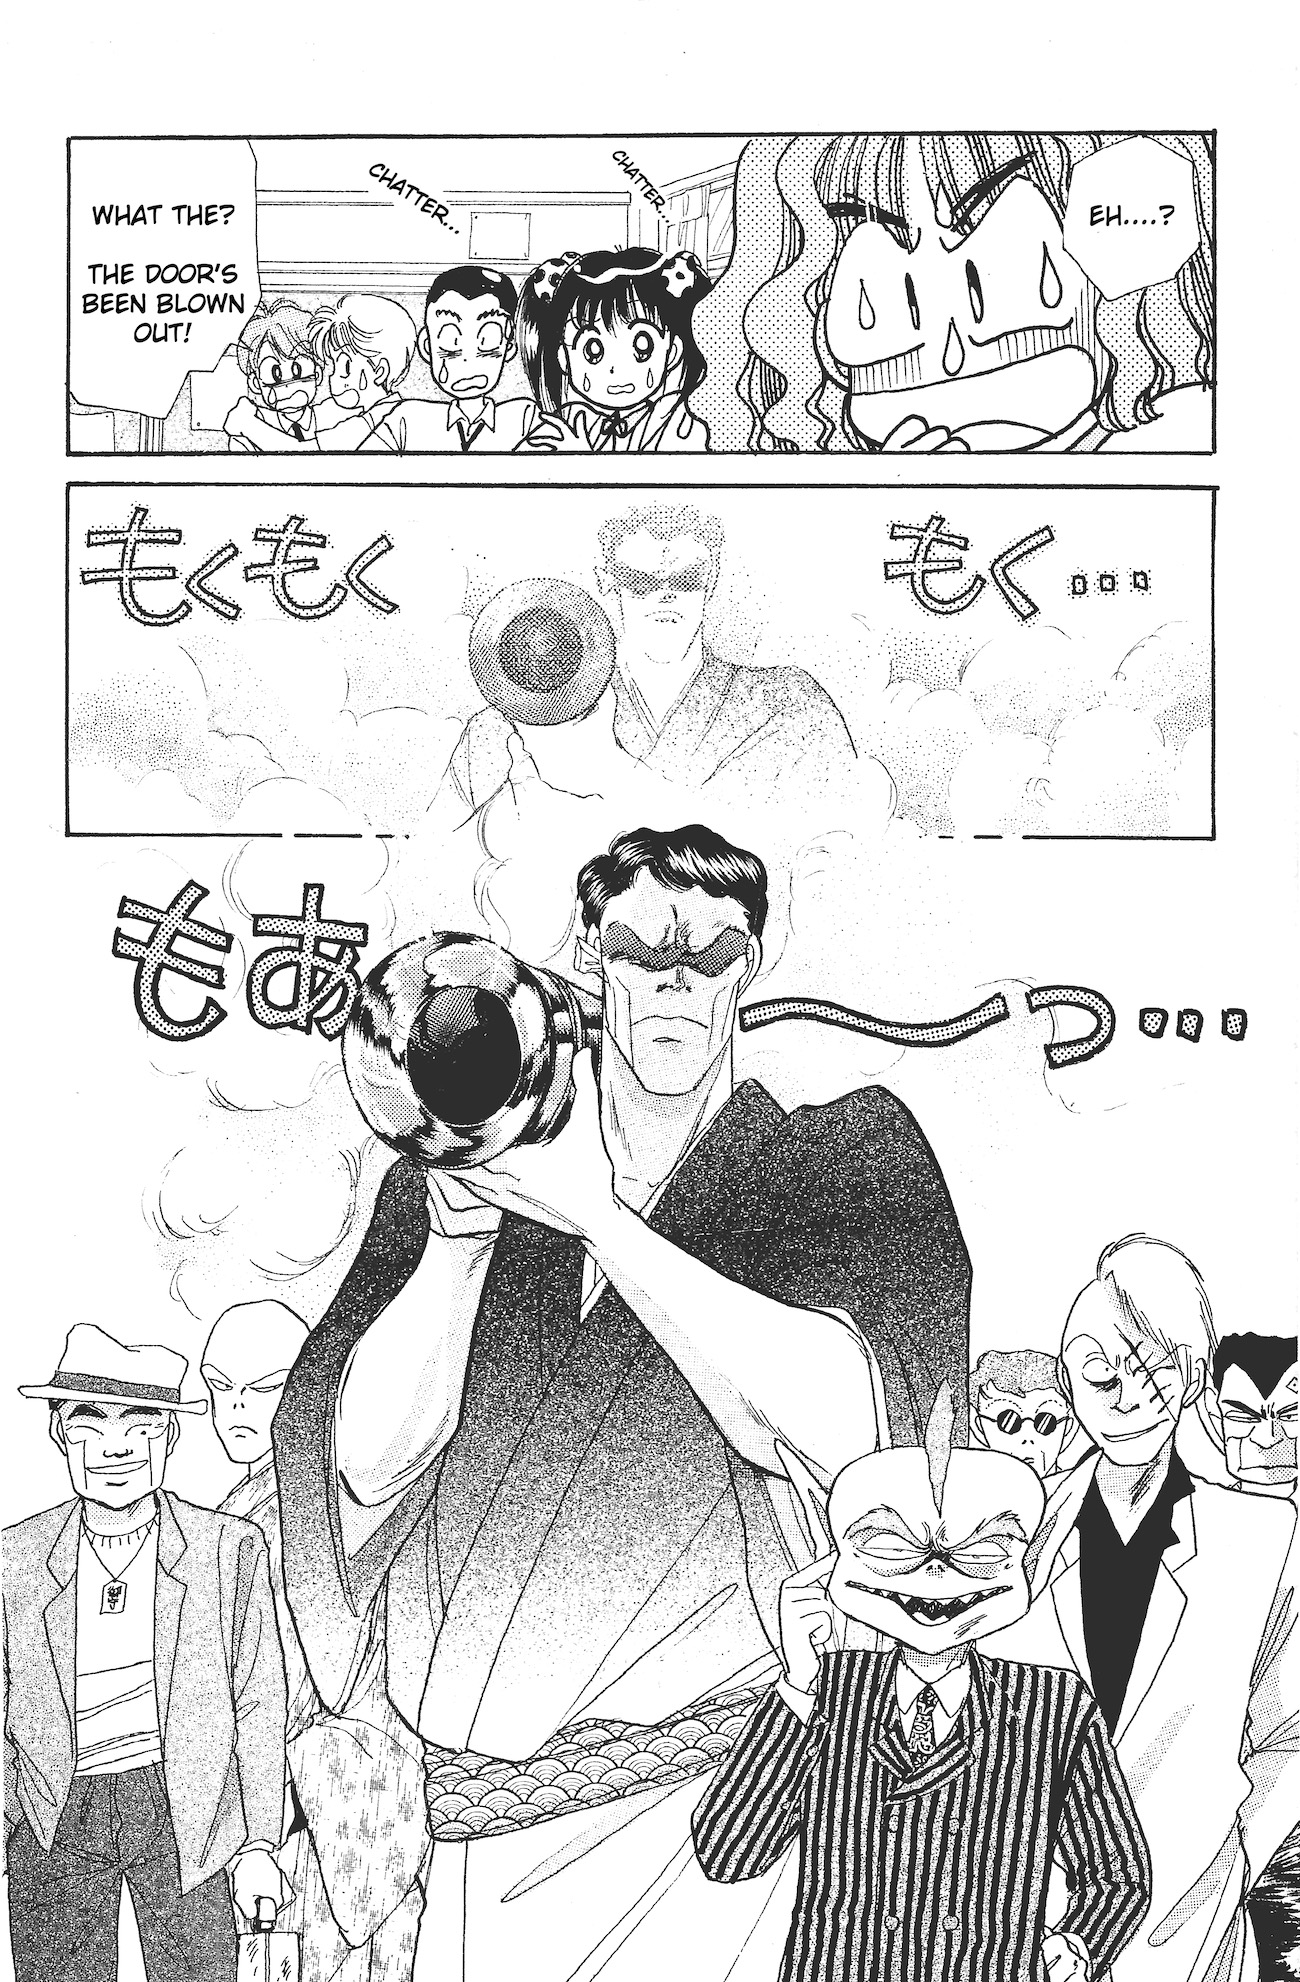 EH....?
CHATTER...
CHATTER...
WHAT THE?
THE DOOR'S
BEEN BLOWN
OUT!
もくもく
もく...
もあ〜っ...